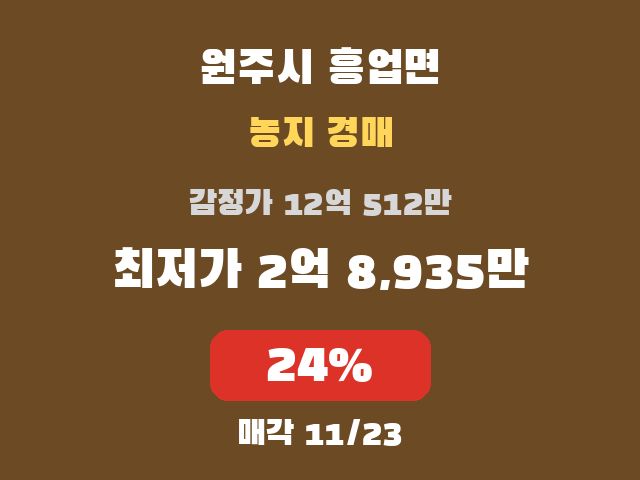 원주시 흥업면
농지 경매
감정가 12억 512만
최저가 2억 8,935만
24%
매각 11/23